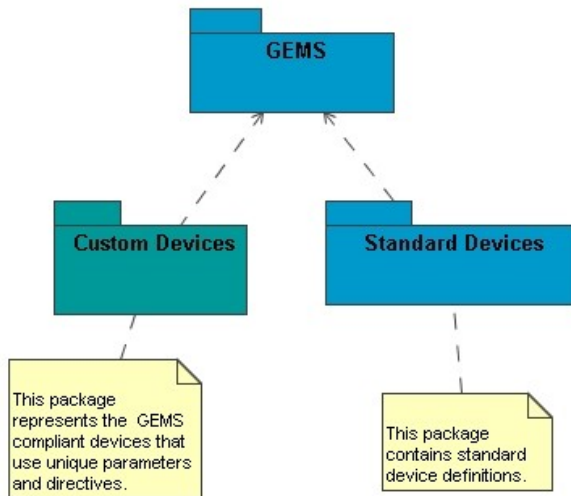 GEMS
Custom Devices
Standard Devices
This package
represents the GEMS
compliant devices that
use unique parameters
and directives.
This package
contains standard
device definitions.